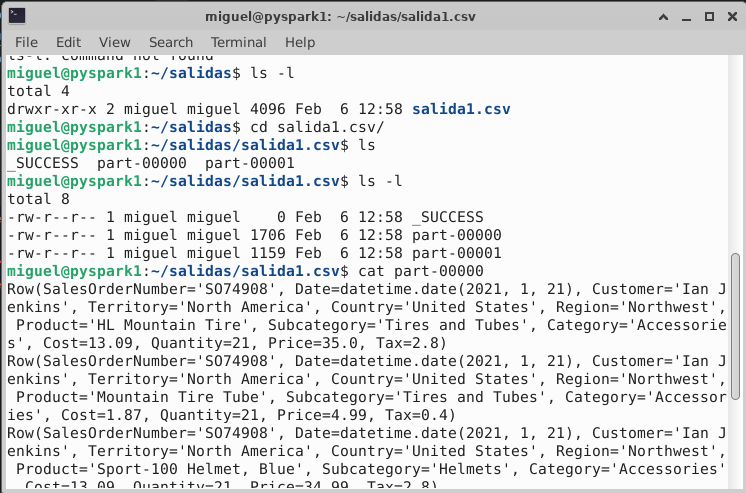 miguel@pyspark1: ~/salidas/salida1.csv
File Edit View Search Terminal Help
ls-l: command not found
miguel@pyspark1:~/salidas$ ls -l
total 4
drwxr-xr-x 2 miguel miguel 4096 Feb  6 12:58 salida1.csv
miguel@pyspark1:~/salidas$ cd salida1.csv/
miguel@pyspark1:~/salidas/salida1.csv$ ls
_SUCCESS  part-00000  part-00001
miguel@pyspark1:~/salidas/salida1.csv$ ls -l
total 8
-rw-r--r-- 1 miguel miguel    0 Feb  6 12:58 _SUCCESS
-rw-r--r-- 1 miguel miguel 1706 Feb  6 12:58 part-00000
-rw-r--r-- 1 miguel miguel 1159 Feb  6 12:58 part-00001
miguel@pyspark1:~/salidas/salida1.csv$ cat part-00000
Row(SalesOrderNumber='SO74908', Date=datetime.date(2021, 1, 21), Customer='Ian J
enkins', Territory='North America', Country='United States', Region='Northwest',
 Product='HL Mountain Tire', Subcategory='Tires and Tubes', Category='Accessorie
s', Cost=13.09, Quantity=21, Price=35.0, Tax=2.8)
Row(SalesOrderNumber='SO74908', Date=datetime.date(2021, 1, 21), Customer='Ian J
enkins', Territory='North America', Country='United States', Region='Northwest',
 Product='Mountain Tire Tube', Subcategory='Tires and Tubes', Category='Accessor
ies', Cost=1.87, Quantity=21, Price=4.99, Tax=0.4)
Row(SalesOrderNumber='SO74908', Date=datetime.date(2021, 1, 21), Customer='Ian J
enkins', Territory='North America', Country='United States', Region='Northwest',
 Product='Sport-100 Helmet, Blue', Subcategory='Helmets', Category='Accessories'
, Cost=13.09, Quantity=21, Price=34.99, Tax=2.8)